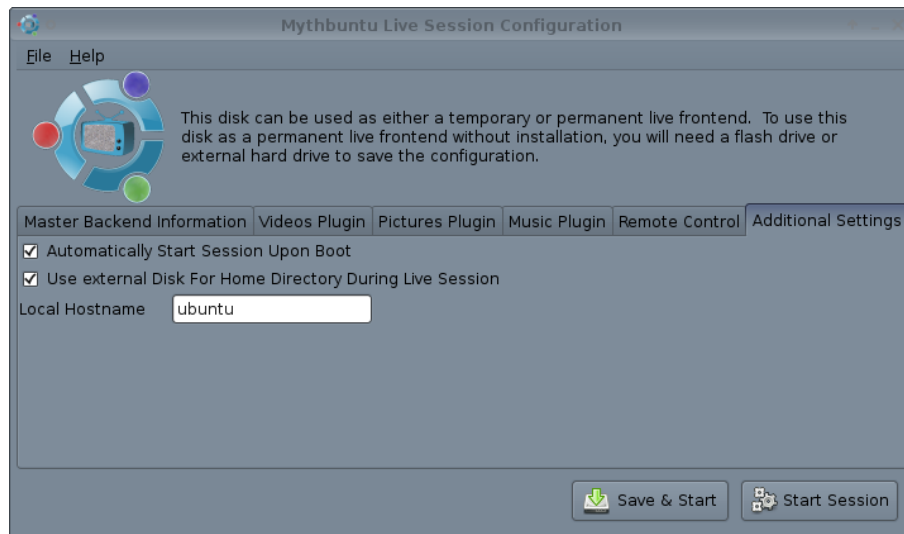 Mythbuntu Live Session Configuration
File Help
This disk can be used as either a temporary or permanent live frontend. To use this
disk as a permanent live frontend without installation, you will need a flash drive or
external hard drive to save the configuration.
Master Backend Information Videos Plugin Pictures Plugin Music Plugin Remote Control Additional Settings
Automatically Start Session Upon Boot
Use external Disk For Home Directory During Live Session
Local Hostname ubuntu
Save & Start Start Session